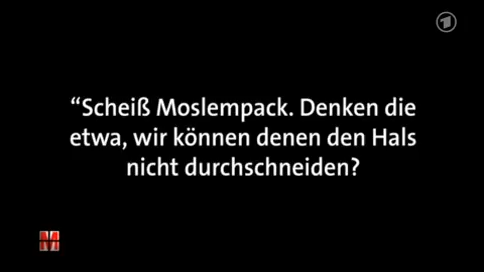 “Scheiß Moslempack. Denken die
etwa, wir können denen den Hals
nicht durchschneiden?